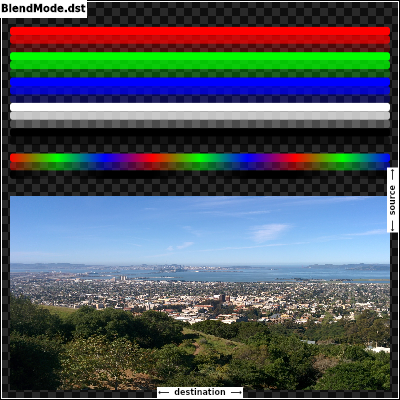 BlendMode.dst
← source →
← destination →